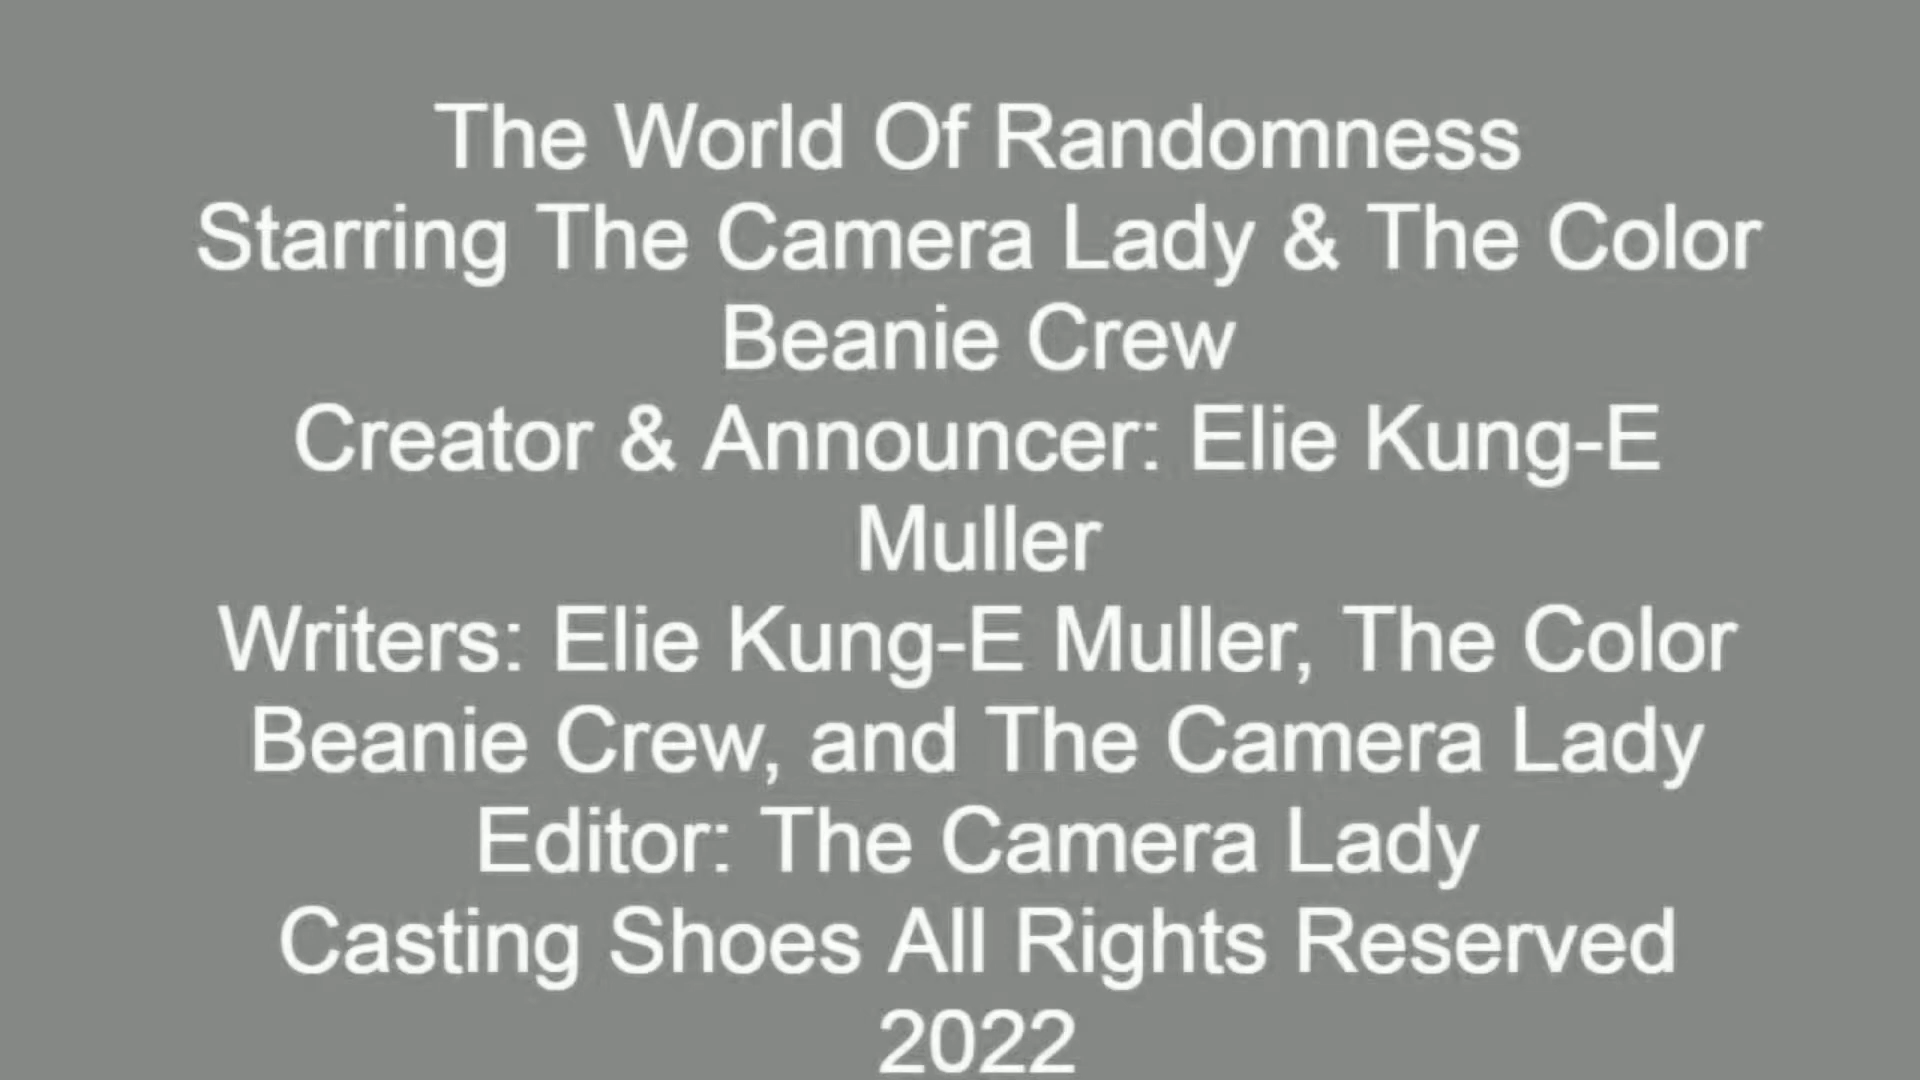 The World Of Randomness
Starring The Camera Lady & The Color
Beanie Crew
Creator & Announcer: Elie Kung-E
Muller
Writers: Elie Kung-E Muller, The Color
Beanie Crew, and The Camera Lady
Editor: The Camera Lady
Casting Shoes All Rights Reserved
2022